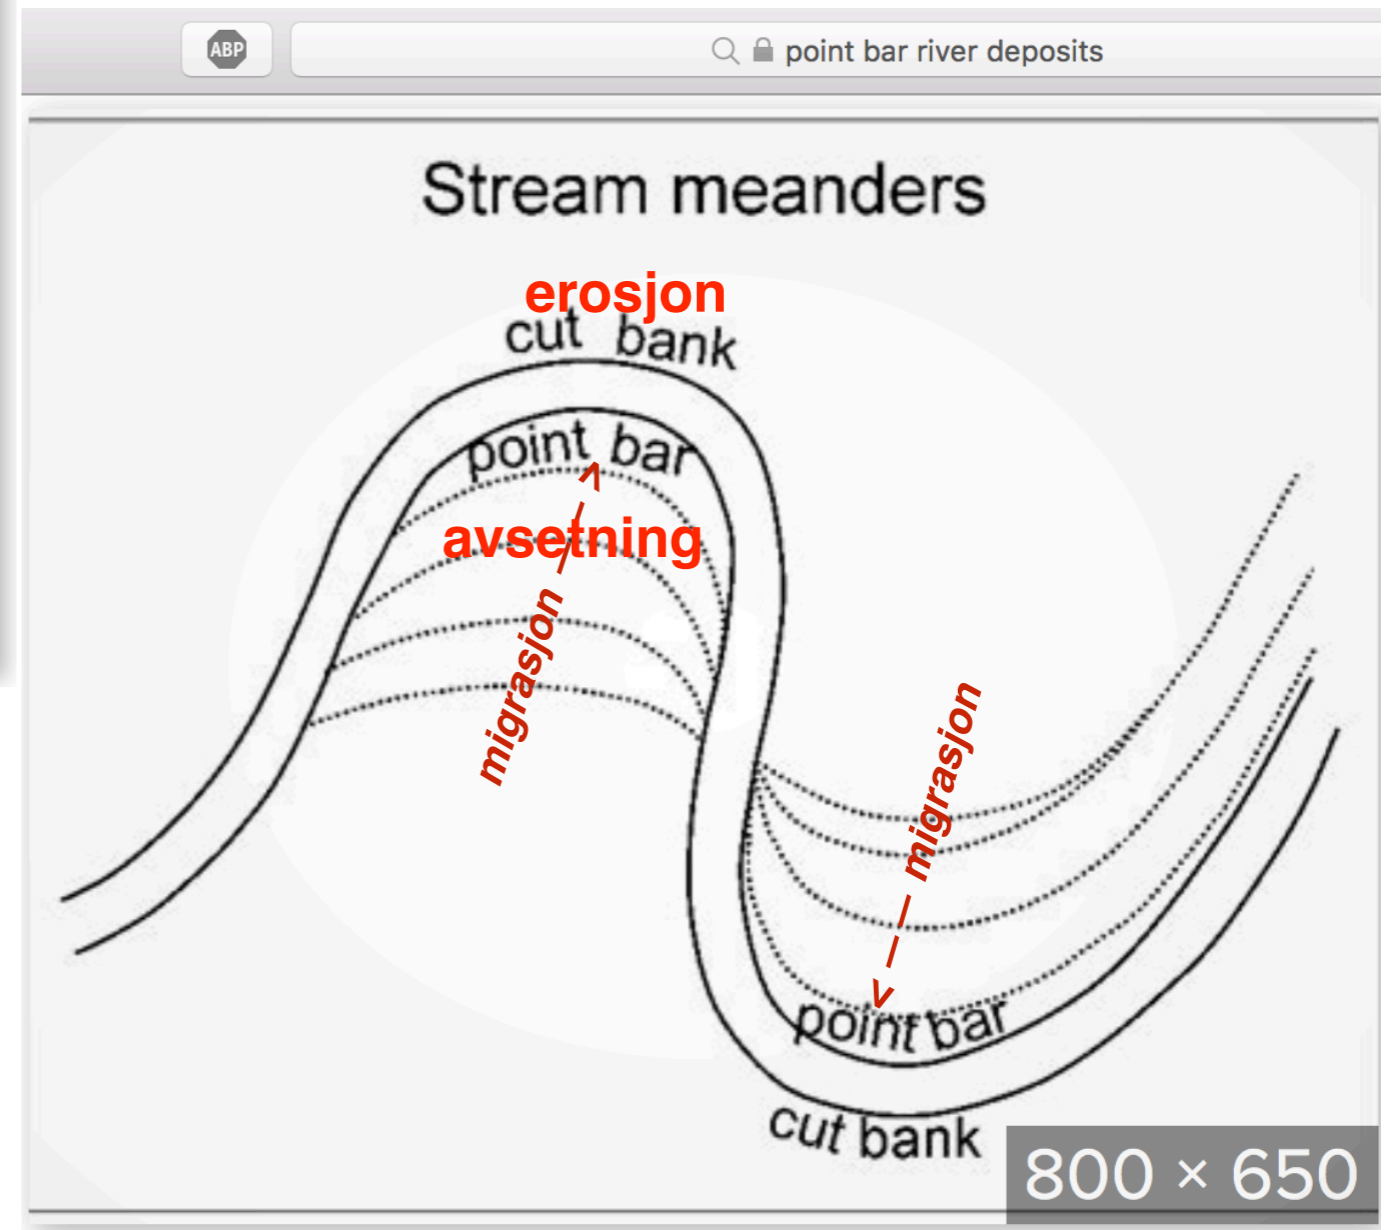 ABP
point bar river deposits
Stream meanders
erosjon
cut bank
point bar
avsetning
migrasjon
migrasjon
point bar
cut bank
800 × 650